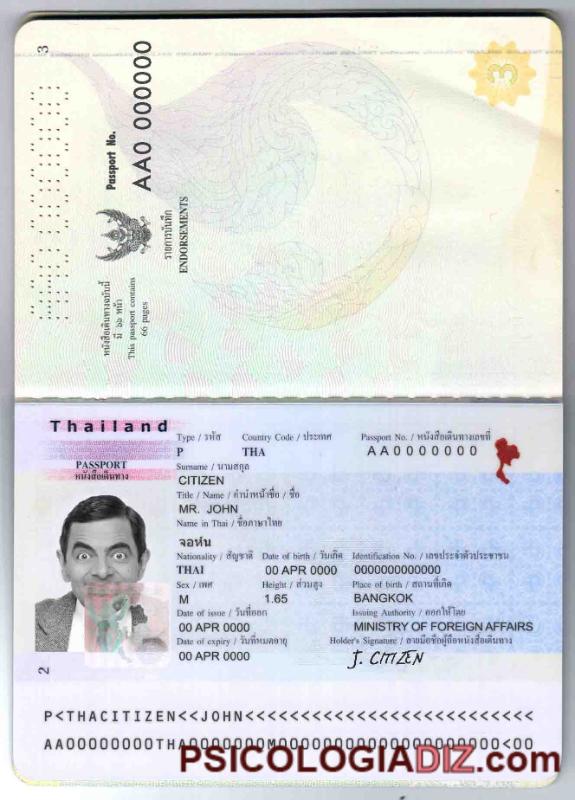 3
3
Passport No.
AA0 000000
หนังสือเดินทางฉบับนี้
มี ๖๖ หน้า
This passport contains
66 pages
รายการบันทึก
ENDORSEMENTS
Thailand
PASSPORT
หนังสือเดินทาง
Type / รหัส Country Code / ประเทศ Passport No. / หนังสือเดินทางเลขที่
P THA AA0000000
Surname / นามสกุล
CITIZEN
Title / Name / คำนำหน้าชื่อ / ชื่อ
MR. JOHN
Name in Thai / ชื่อภาษาไทย
จอห์น
Nationality / สัญชาติ Date of birth / วันเกิด Identification No. / เลขประจำตัวประชาชน
THAI 00 APR 0000 0000000000000
Sex / เพศ Height / ส่วนสูง Place of birth / สถานที่เกิด
M 1.65 BANGKOK
Date of issue / วันที่ออก Issuing Authority / ออกให้โดย
00 APR 0000 MINISTRY OF FOREIGN AFFAIRS
Date of expiry / วันที่หมดอายุ Holder's Signature / ลายมือชื่อผู้ถือหนังสือเดินทาง
00 APR 0000 J. CITIZEN
2
P<THACITIZEN<<JOHN<<<<<<<<<<<<<<<<<<<<<<<<<<
AA00000000THA0000000M00000000000000000000<00
PSICOLOGIADIZ.com